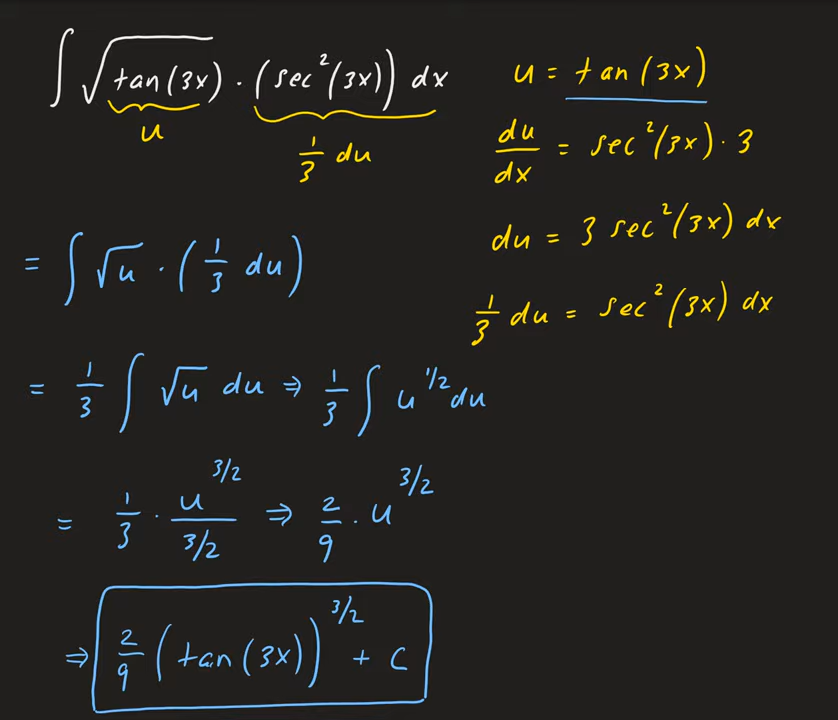 ∫ √tan(3x) · (sec²(3x)) dx
u
1/3 du
u = tan(3x)
du/dx = sec²(3x) · 3
du = 3 sec²(3x) dx
1/3 du = sec²(3x) dx
= ∫ √u · (1/3 du)
= 1/3 ∫ √u du ⇒ 1/3 ∫ u^1/2 du
= 1/3 · u^3/2 / 3/2 ⇒ 2/9 · u^3/2
⇒ 2/9 (tan(3x))^3/2 + C